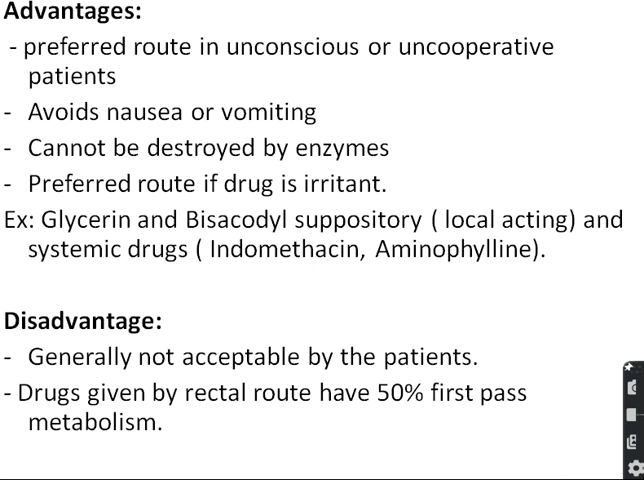 Advantages:
- preferred route in unconscious or uncooperative
patients
- Avoids nausea or vomiting
- Cannot be destroyed by enzymes
- Preferred route if drug is irritant.
Ex: Glycerin and Bisacodyl suppository ( local acting) and
systemic drugs ( Indomethacin, Aminophylline).
Disadvantage:
- Generally not acceptable by the patients.
- Drugs given by rectal route have 50% first pass
metabolism.